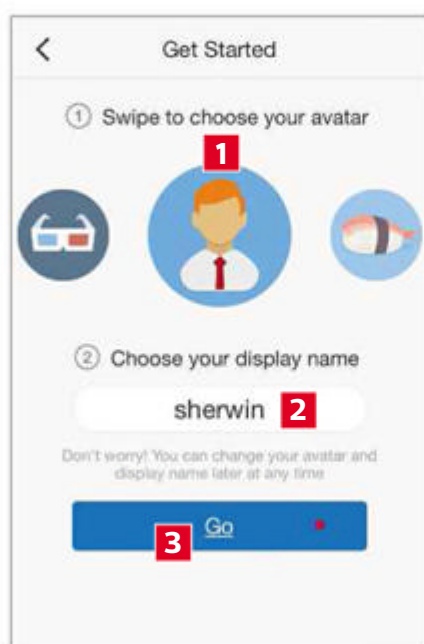 Get Started
① Swipe to choose your avatar
1
② Choose your display name
sherwin 2
Don't worry! You can change your avatar and
display name later at any time
3 Go